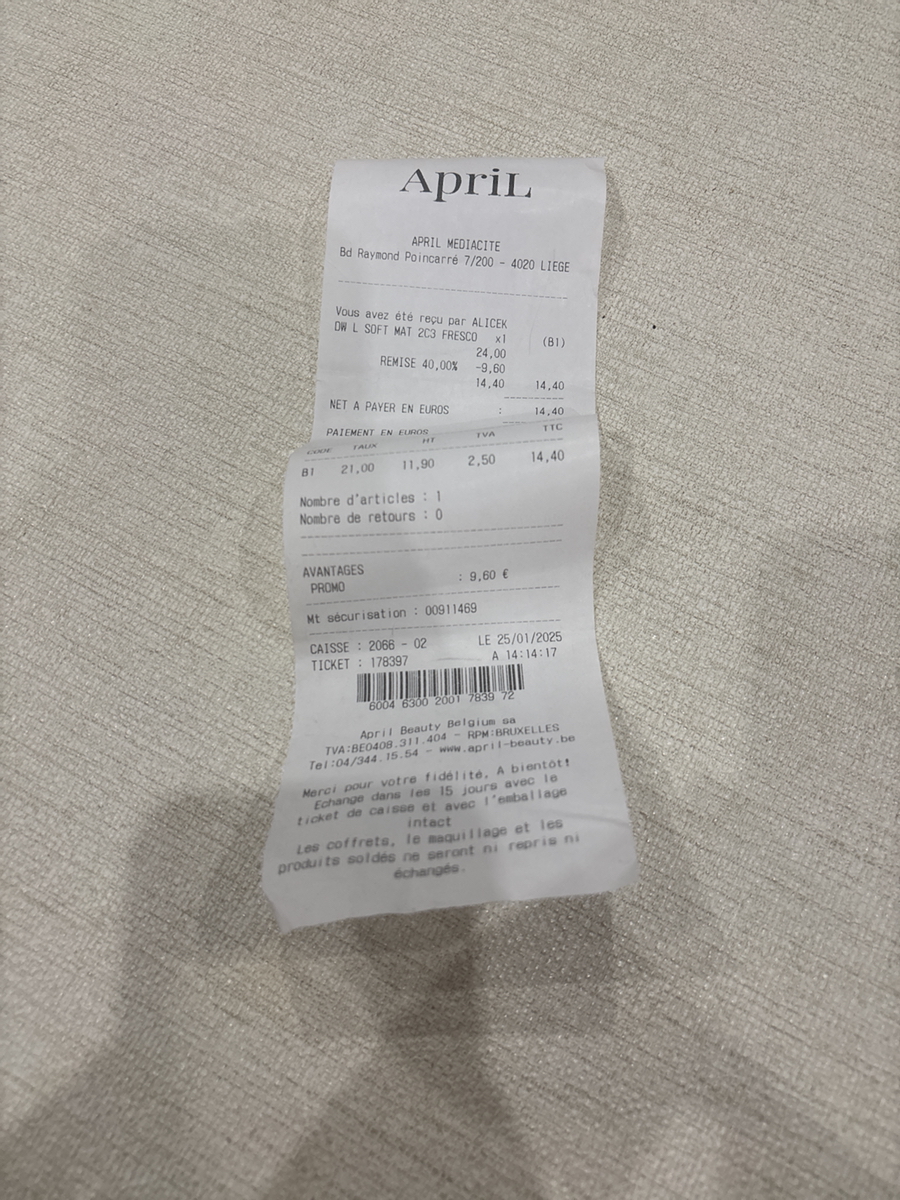 ApriL
APRIL MEDIACITE
Bd Raymond Poincarré 7/200 - 4020 LIEGE
Vous avez été reçu par ALICEK
DW L SOFT MAT 2C3 FRESCO x1 (B1)
24,00
REMISE 40,00% -9,60
14,40 14,40
NET A PAYER EN EUROS : 14,40
PAIEMENT EN EUROS
CODE TAUX HT TVA TTC
B1 21,00 11,90 2,50 14,40
Nombre d'articles : 1
Nombre de retours : 0
AVANTAGES
PROMO : 9,60 €
Mt sécurisation : 00911469
CAISSE : 2066 - 02 LE 25/01/2025
TICKET : 178397 A 14:14:17
6004 6300 2001 7839 72
April Beauty Belgium sa
TVA:BE0408.311.404 - RPM:BRUXELLES
Tel:04/344.15.54 - www.april-beauty.be
Merci pour votre fidélité, A bientôt!
Echange dans les 15 jours avec le
ticket de caisse et avec l'emballage
intact
Les coffrets, le maquillage et les
produits soldés ne seront ni repris ni
échangés.